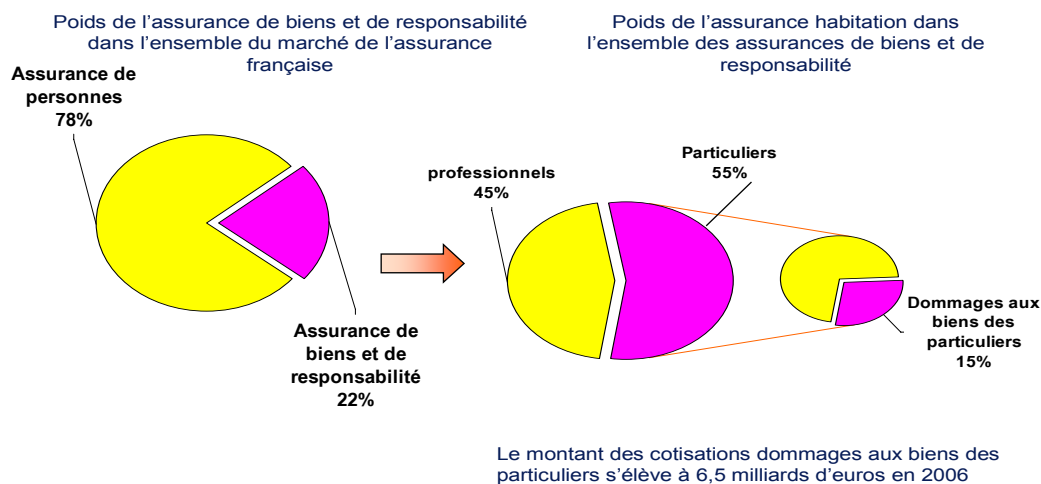 Poids de l'assurance de biens et de responsabilité
dans l'ensemble du marché de l'assurance
française
Poids de l'assurance habitation dans
l'ensemble des assurances de biens et de
responsabilité
Assurance de
personnes
78%
Assurance de
biens et de
responsabilité
22%
professionnels
45%
Particuliers
55%
Dommages aux
biens des
particuliers
15%
Le montant des cotisations dommages aux biens des
particuliers s'élève à 6,5 milliards d'euros en 2006